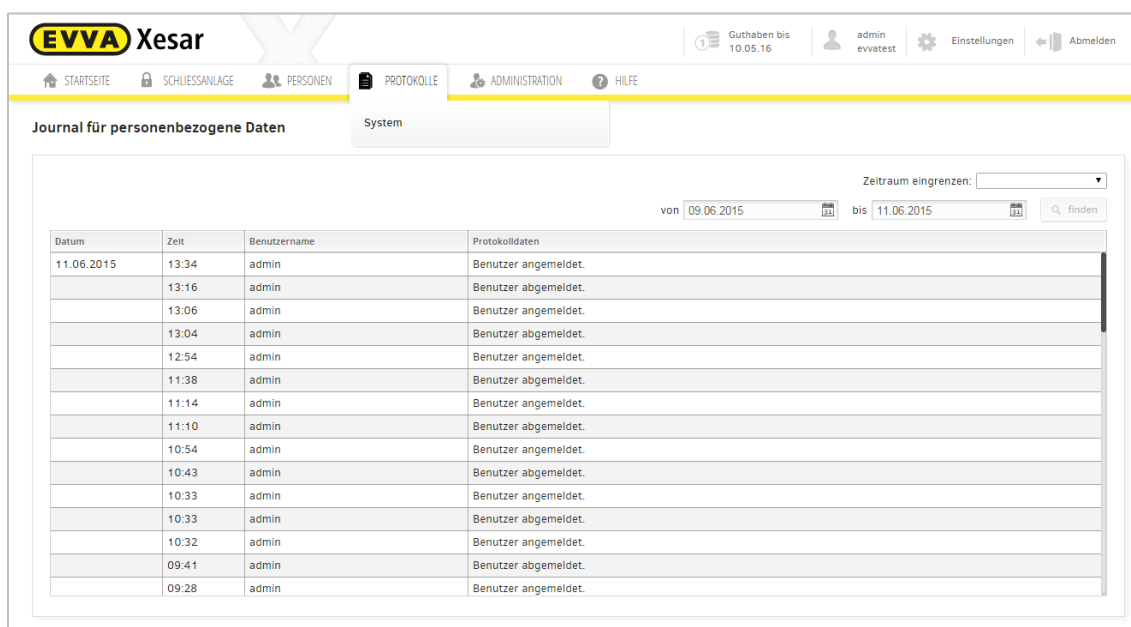 EVVA Xesar
Guthaben bis
10.05.16
admin
evvatest
Einstellungen
Abmelden
STARTSEITE SCHLIESSANLAGE PERSONEN PROTOKOLLE ADMINISTRATION ? HILFE
System
Journal für personenbezogene Daten
Zeitraum eingrenzen:
von 09.06.2015 31 bis 11.06.2015 31 finden
Datum Zeit Benutzername Protokolldaten
11.06.2015 13:34 admin Benutzer angemeldet.
13:16 admin Benutzer abgemeldet.
13:06 admin Benutzer angemeldet.
13:04 admin Benutzer abgemeldet.
12:54 admin Benutzer angemeldet.
11:38 admin Benutzer abgemeldet.
11:14 admin Benutzer angemeldet.
11:10 admin Benutzer abgemeldet.
10:54 admin Benutzer angemeldet.
10:43 admin Benutzer abgemeldet.
10:33 admin Benutzer angemeldet.
10:33 admin Benutzer abgemeldet.
10:32 admin Benutzer angemeldet.
09:41 admin Benutzer abgemeldet.
09:28 admin Benutzer angemeldet.